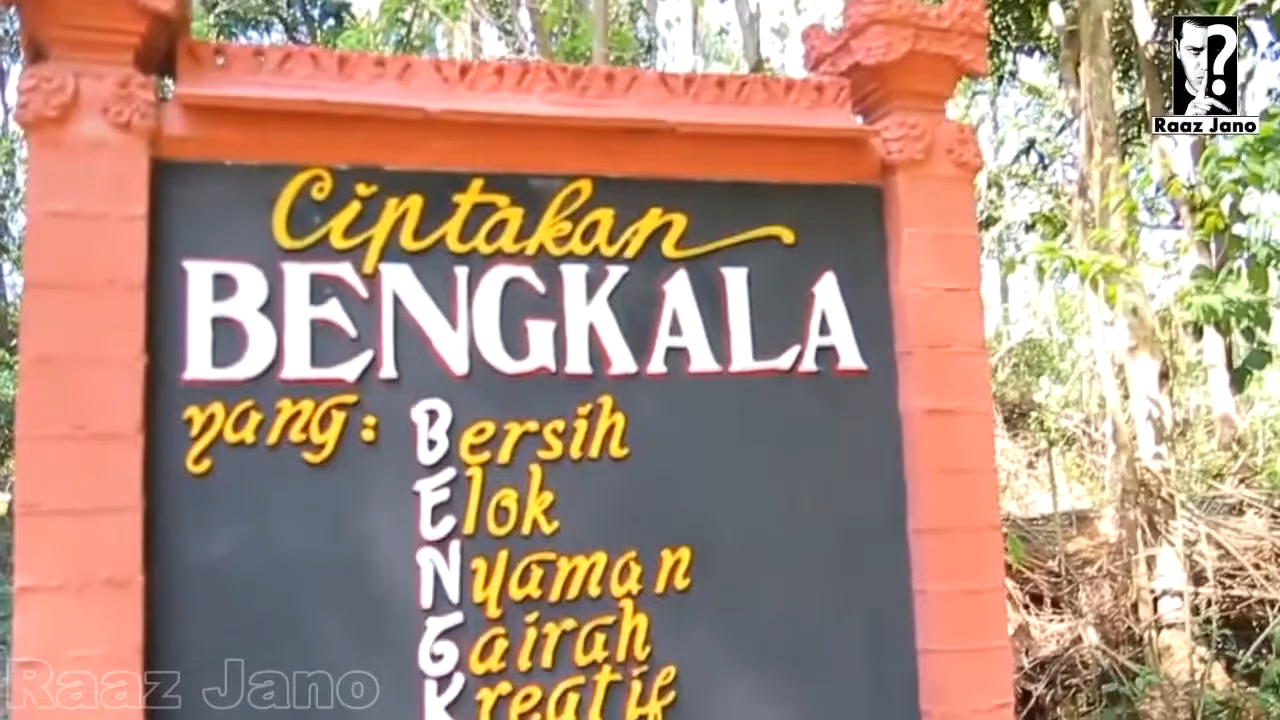 ?
Raaz Jano
Ciptakan
BENGKALA
yang: Bersih
Elok
Nyaman
Gairah
Kreatif
Raaz Jano